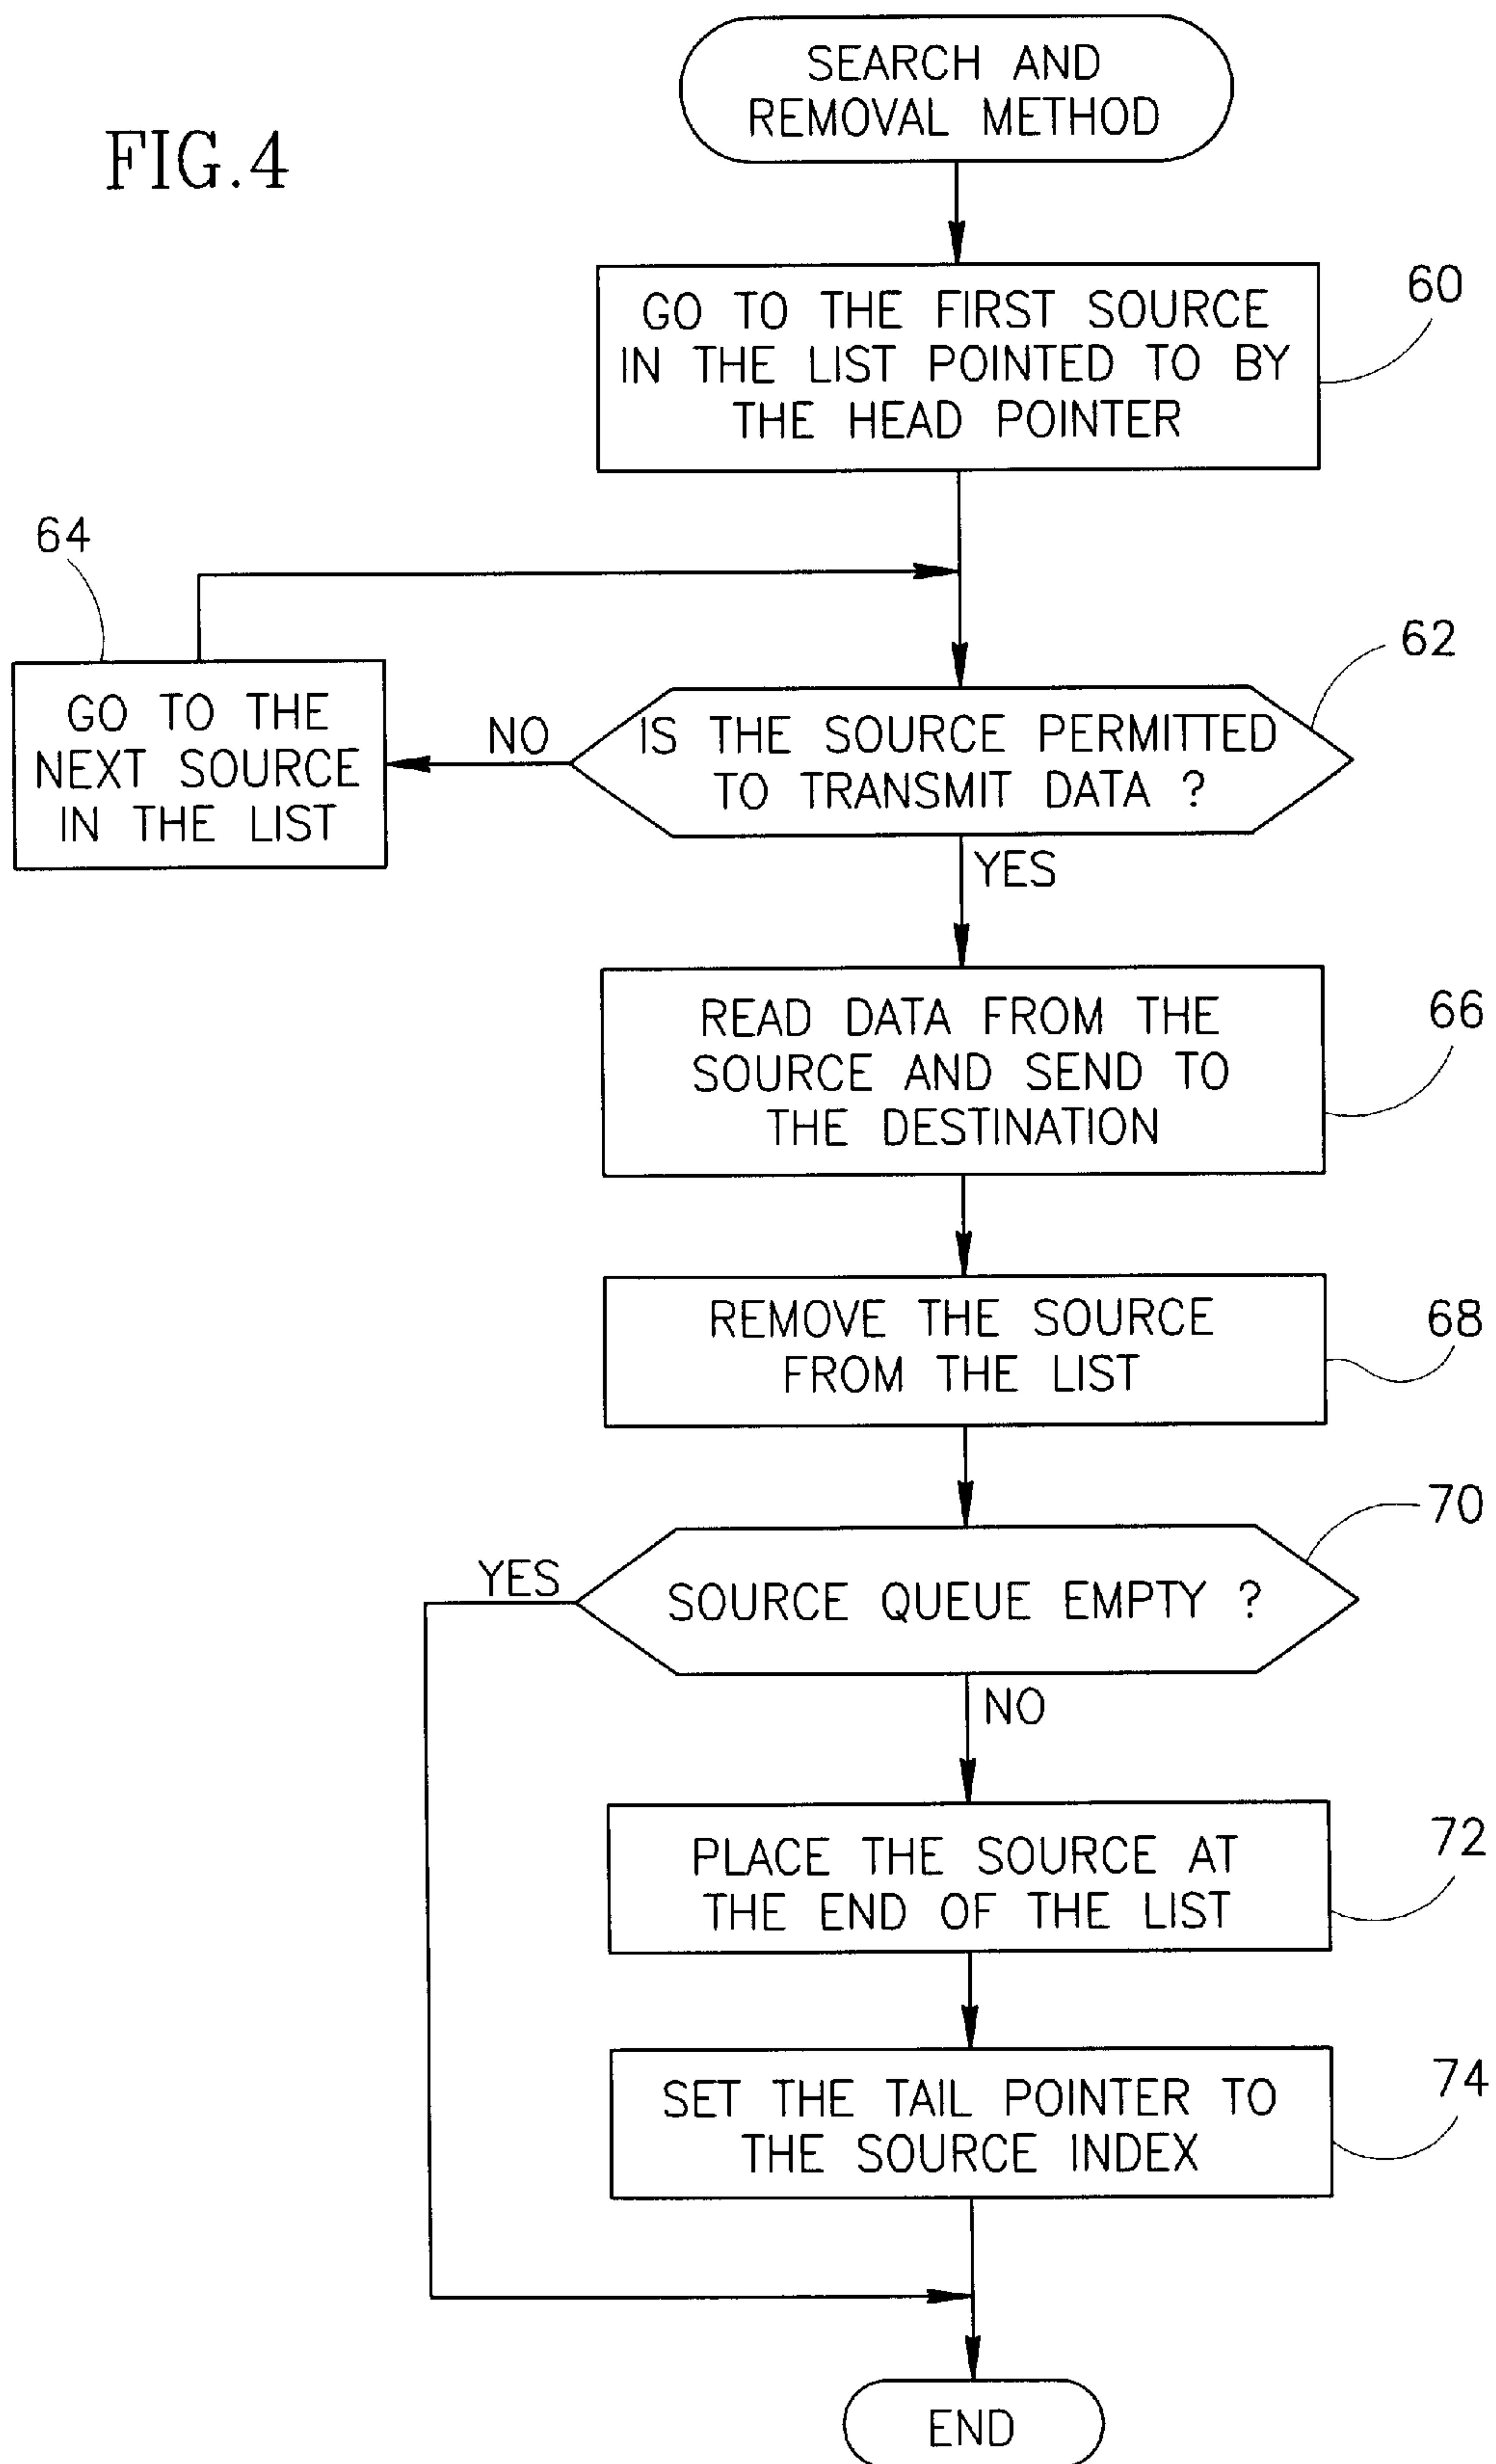 FIG.4
SEARCH AND
REMOVAL METHOD
60
GO TO THE FIRST SOURCE
IN THE LIST POINTED TO BY
THE HEAD POINTER
64
62
GO TO THE
NEXT SOURCE
IN THE LIST
NO
IS THE SOURCE PERMITTED
TO TRANSMIT DATA ?
YES
66
READ DATA FROM THE
SOURCE AND SEND TO
THE DESTINATION
68
REMOVE THE SOURCE
FROM THE LIST
70
YES
SOURCE QUEUE EMPTY ?
NO
72
PLACE THE SOURCE AT
THE END OF THE LIST
74
SET THE TAIL POINTER TO
THE SOURCE INDEX
END